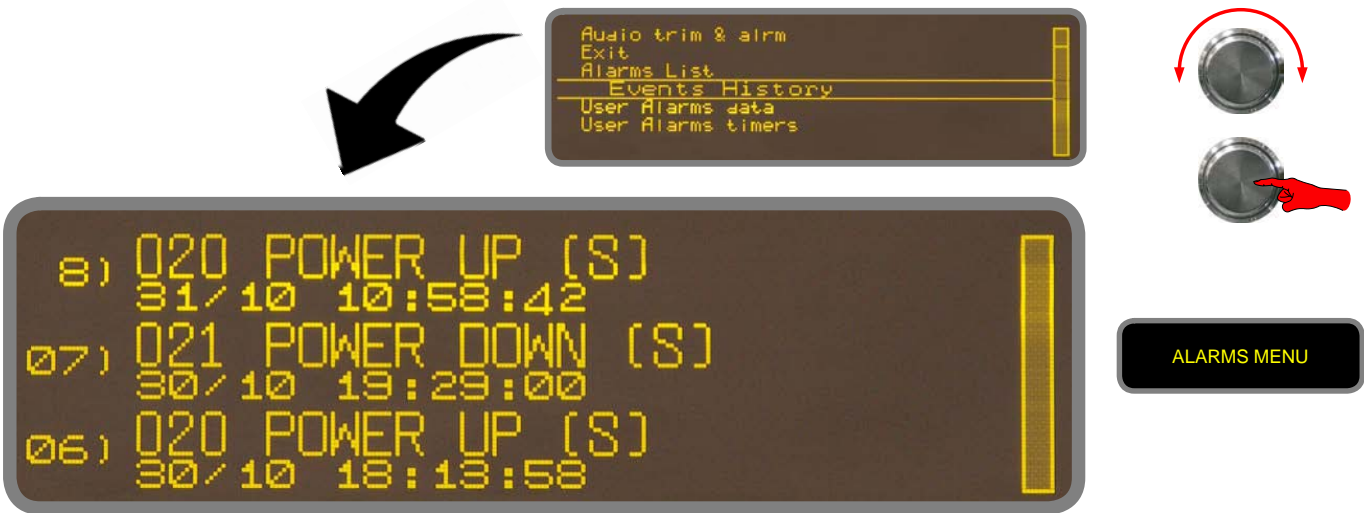 Audio trim & alrm
Exit
Alarms List
Events History
User Alarms data
User Alarms timers
8) 020 POWER UP (S)
31/10 10:58:42
07) 021 POWER DOWN (S)
30/10 19:29:00
06) 020 POWER UP (S)
30/10 18:13:58
ALARMS MENU